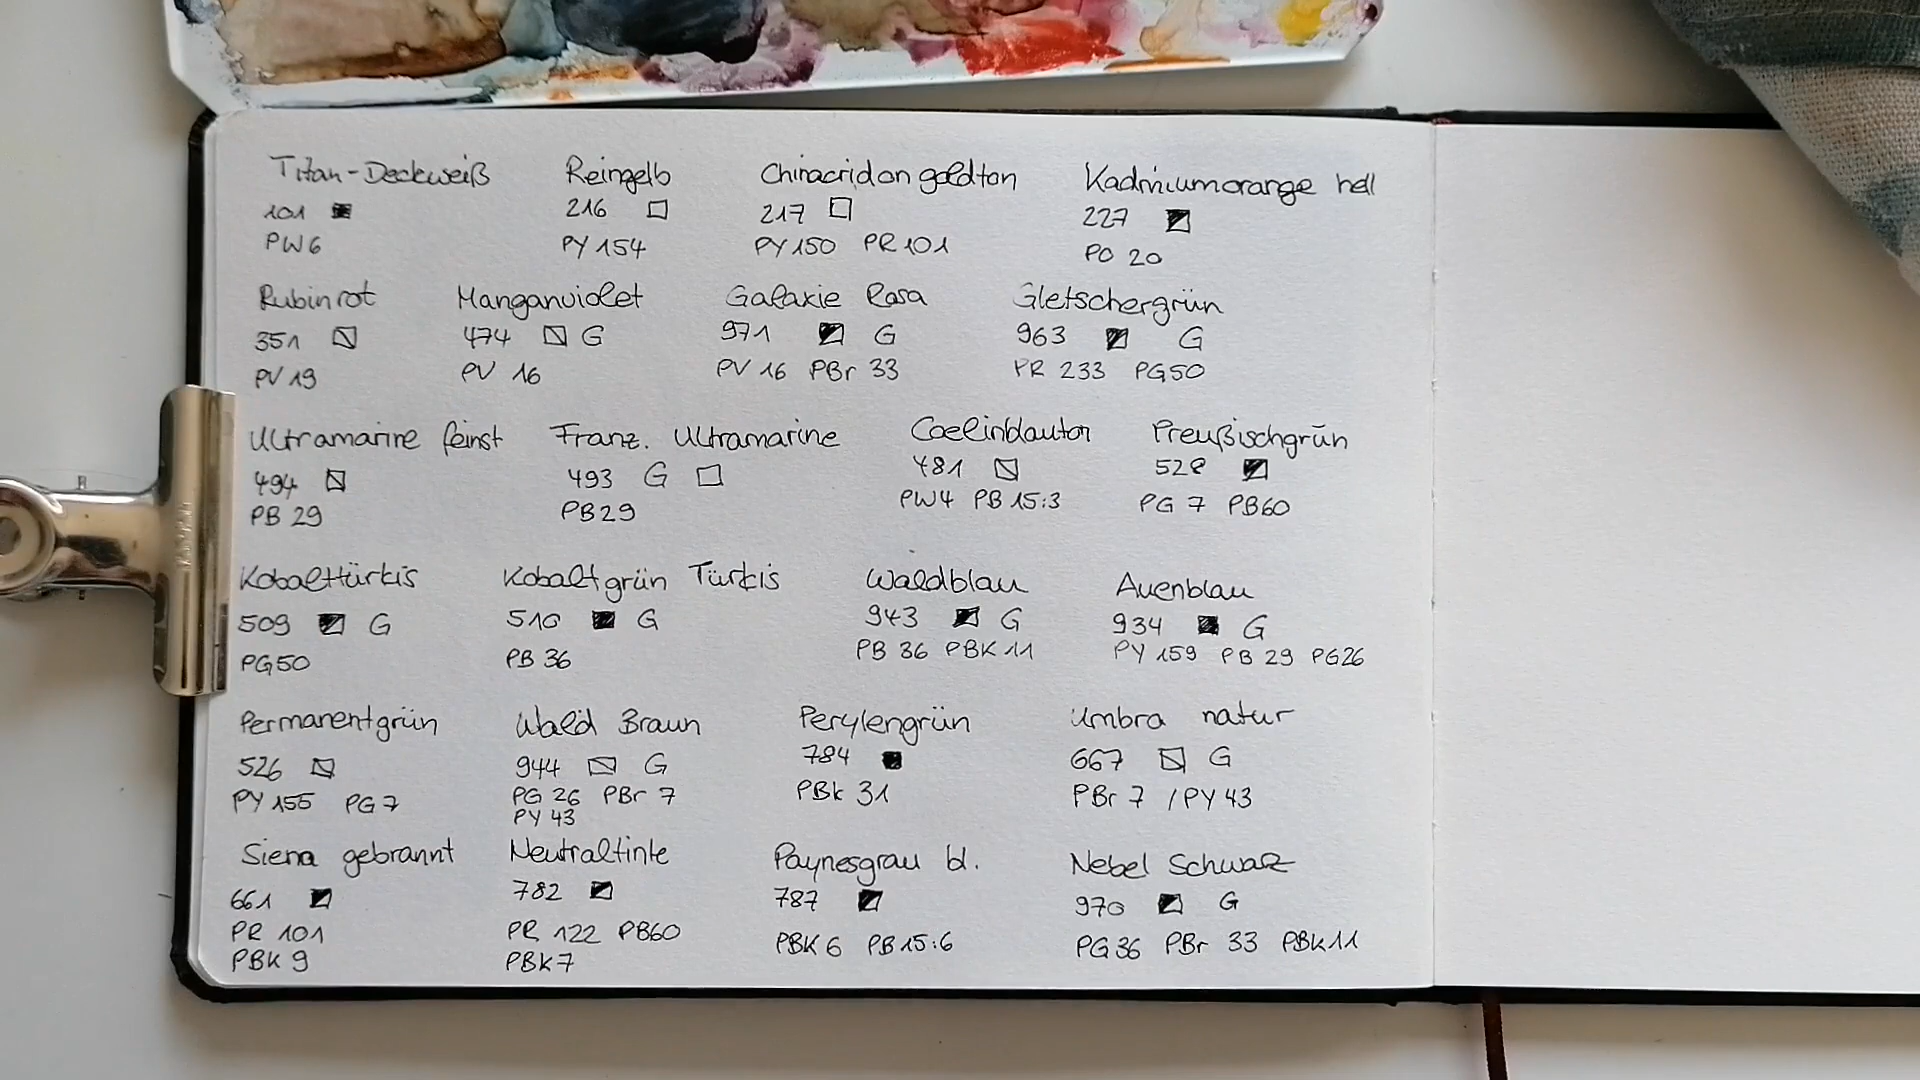 Titan-Deckweiß Reingelb Chinacridongoldton Kadmiumorange hell
101 216 217 227
PW6 PY 154 PY 150 PR 101 PO 20
Rubinrot Manganviolet Galaxie Rosa Gletschergrün
351 474 G 971 G 963 G
PV 19 PV 16 PV 16 PBr 33 PR 233 PG50
Ultramarine feinst Franz. Ultramarine Coelinblauton Preußischgrün
494 493 G 481 528
PB 29 PB29 PW4 PB 15:3 PG 7 PB60
Kobalttürkis Kobaltgrün Türkis Waldblau Auenblau
509 G 510 G 943 G 934 G
PG50 PB 36 PB 36 PBK 11 PY 159 PB 29 PG26
Permanentgrün Wald Braun Perylengrün Umbra natur
526 944 G 784 667 G
PY 155 PG 7 PG 26 PBr 7 PBk 31 PBr 7 / PY 43
PY 43
Siena gebrannt Neutraltinte Paynesgrau bl. Nebel Schwarz
661 782 787 970 G
PR 101 PR 122 PB60 PBK 6 PB 15:6 PG 36 PBr 33 PBk 11
PBK 9 PBK 7